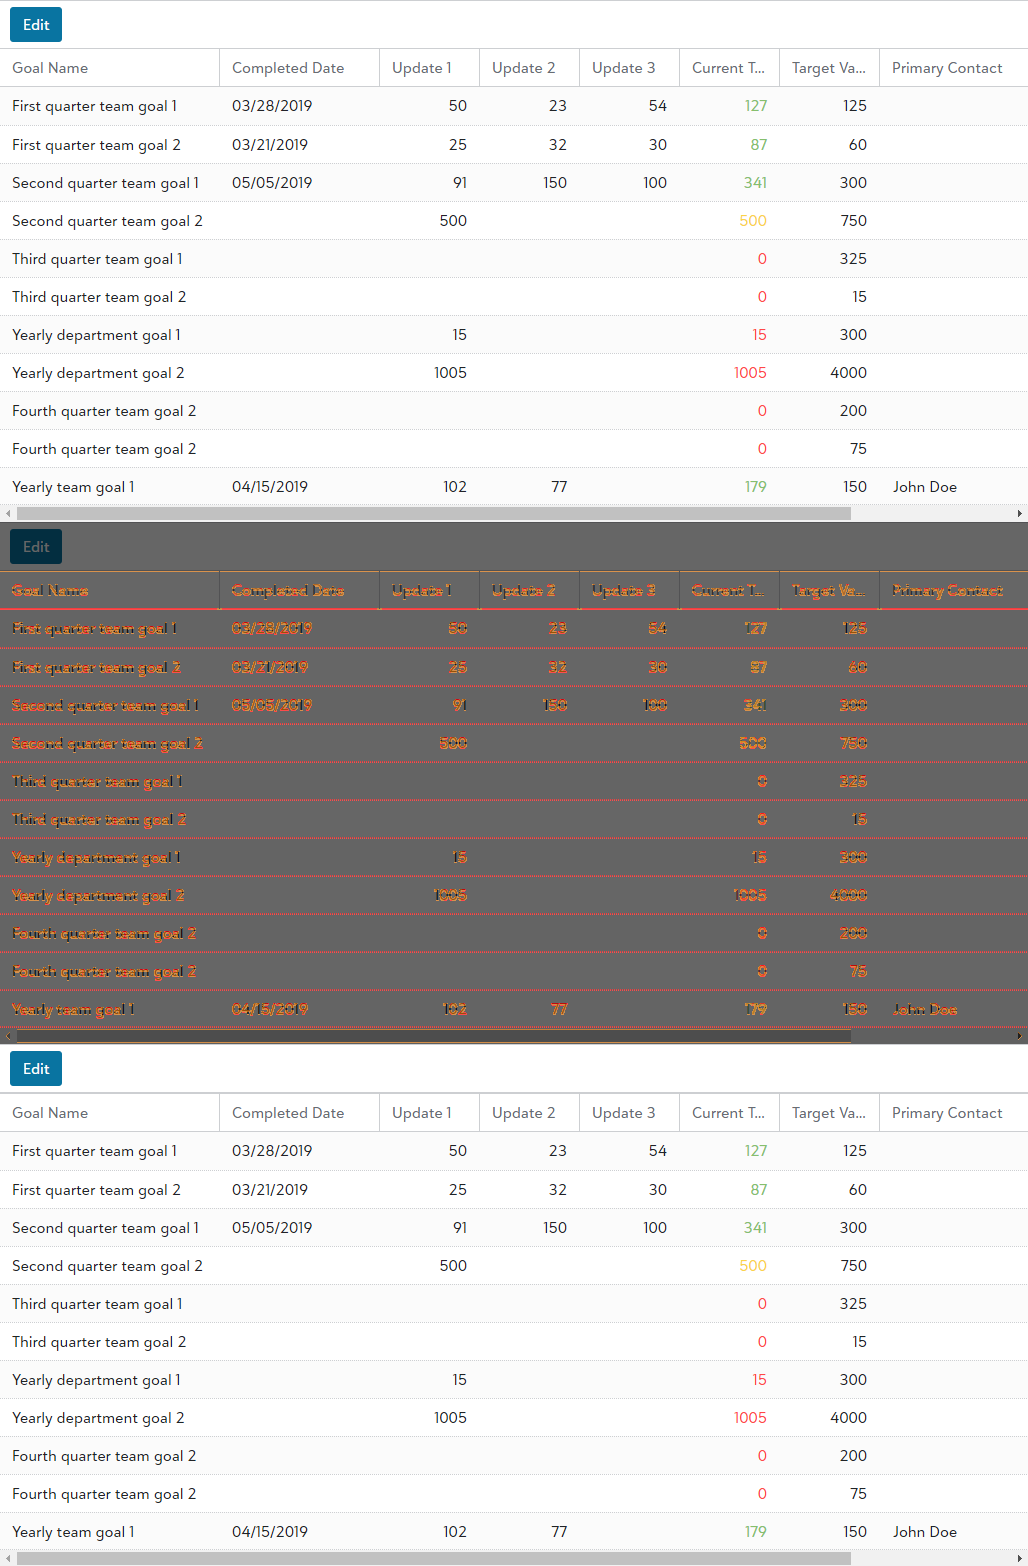 Edit
Goal Name Completed Date Update 1 Update 2 Update 3 Current T... Target Va... Primary Contact
First quarter team goal 1 03/28/2019 50 23 54 127 125
First quarter team goal 2 03/21/2019 25 32 30 87 60
Second quarter team goal 1 05/05/2019 91 150 100 341 300
Second quarter team goal 2 500 500 750
Third quarter team goal 1 0 325
Third quarter team goal 2 0 15
Yearly department goal 1 15 15 300
Yearly department goal 2 1005 1005 4000
Fourth quarter team goal 2 0 200
Fourth quarter team goal 2 0 75
Yearly team goal 1 04/15/2019 102 77 179 150 John Doe
Edit
Goal Name Completed Date Update 1 Update 2 Update 3 Current T... Target Va... Primary Contact
First quarter team goal 1 03/28/2019 50 23 54 127 125
First quarter team goal 2 03/21/2019 25 32 30 87 60
Second quarter team goal 1 05/05/2019 91 150 100 341 300
Second quarter team goal 2 500 500 750
Third quarter team goal 1 0 325
Third quarter team goal 2 0 15
Yearly department goal 1 15 15 300
Yearly department goal 2 1005 1005 4000
Fourth quarter team goal 2 0 200
Fourth quarter team goal 2 0 75
Yearly team goal 1 04/15/2019 102 77 179 150 John Doe
Edit
Goal Name Completed Date Update 1 Update 2 Update 3 Current T... Target Va... Primary Contact
First quarter team goal 1 03/28/2019 50 23 54 127 125
First quarter team goal 2 03/21/2019 25 32 30 87 60
Second quarter team goal 1 05/05/2019 91 150 100 341 300
Second quarter team goal 2 500 500 750
Third quarter team goal 1 0 325
Third quarter team goal 2 0 15
Yearly department goal 1 15 15 300
Yearly department goal 2 1005 1005 4000
Fourth quarter team goal 2 0 200
Fourth quarter team goal 2 0 75
Yearly team goal 1 04/15/2019 102 77 179 150 John Doe